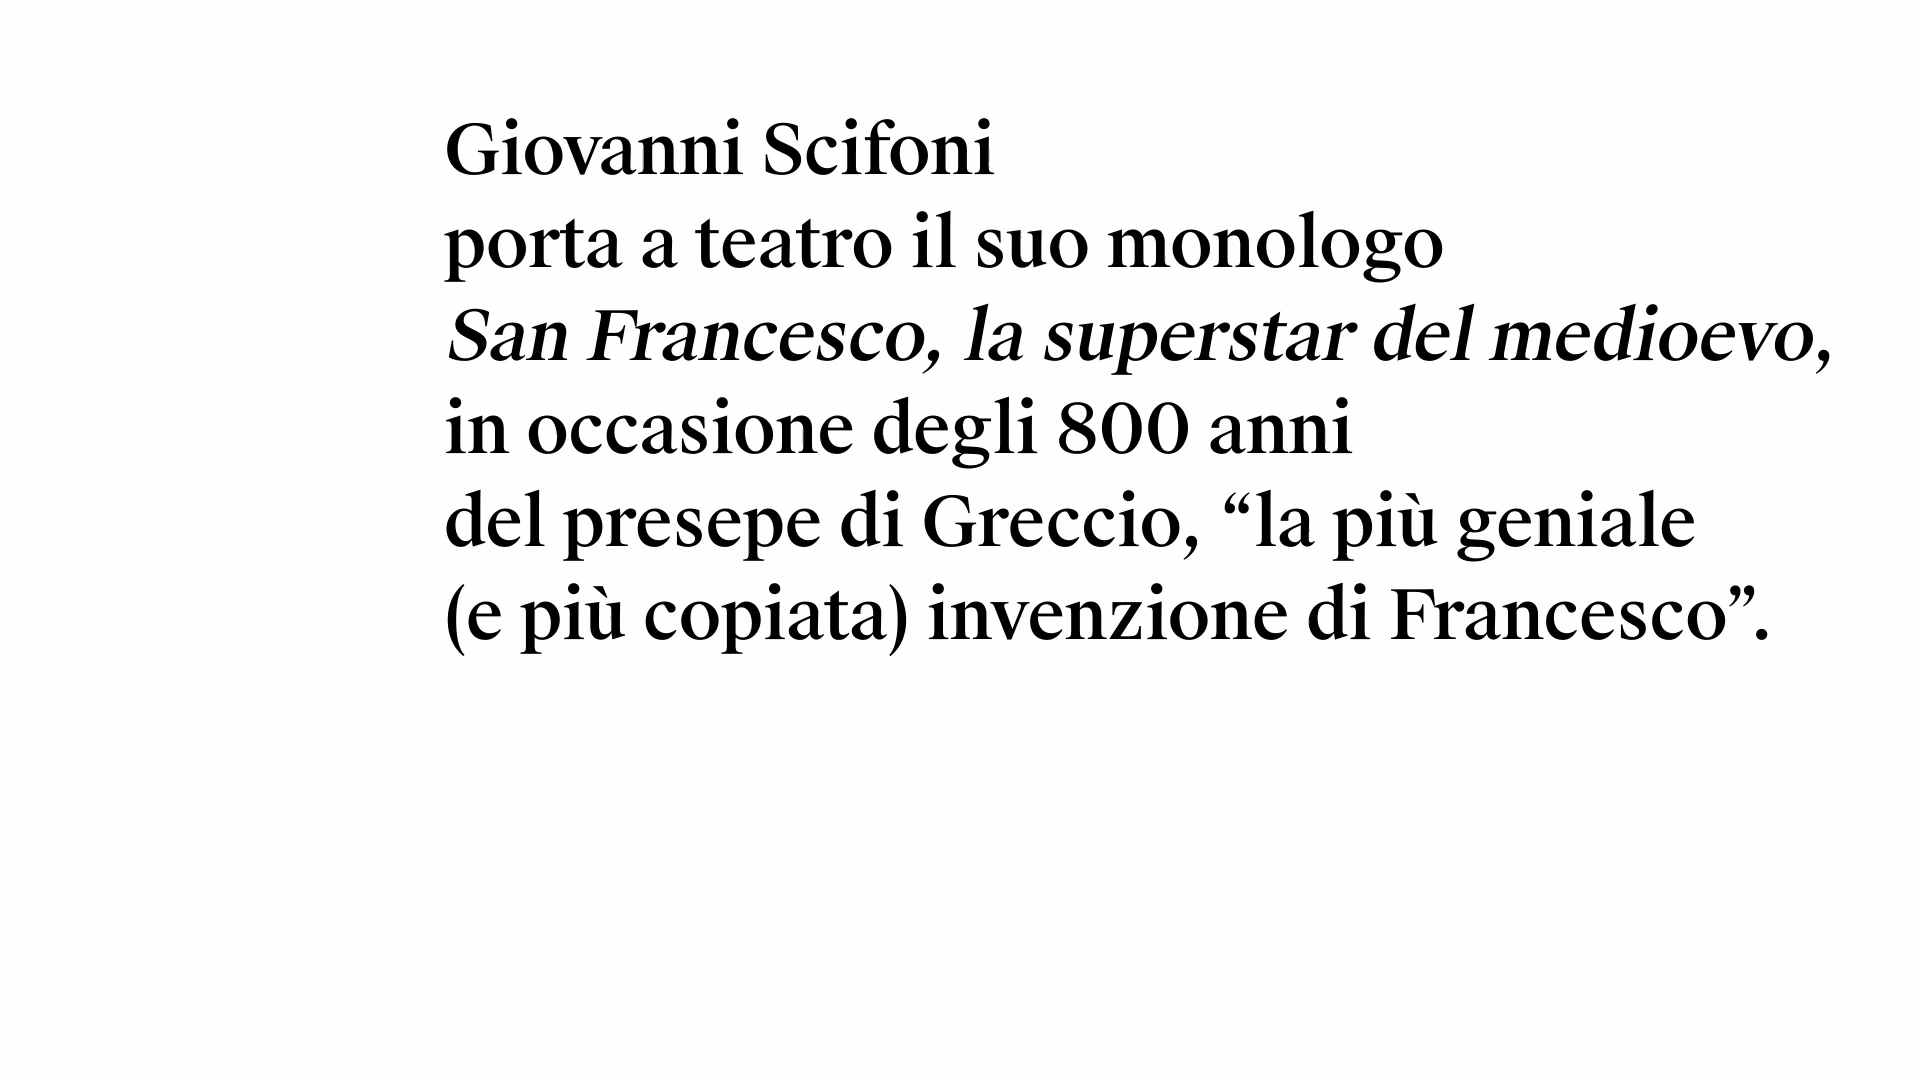 Giovanni Scifoni
porta a teatro il suo monologo
San Francesco, la superstar del medioevo,
in occasione degli 800 anni
del presepe di Greccio, “la più geniale
(e più copiata) invenzione di Francesco”.